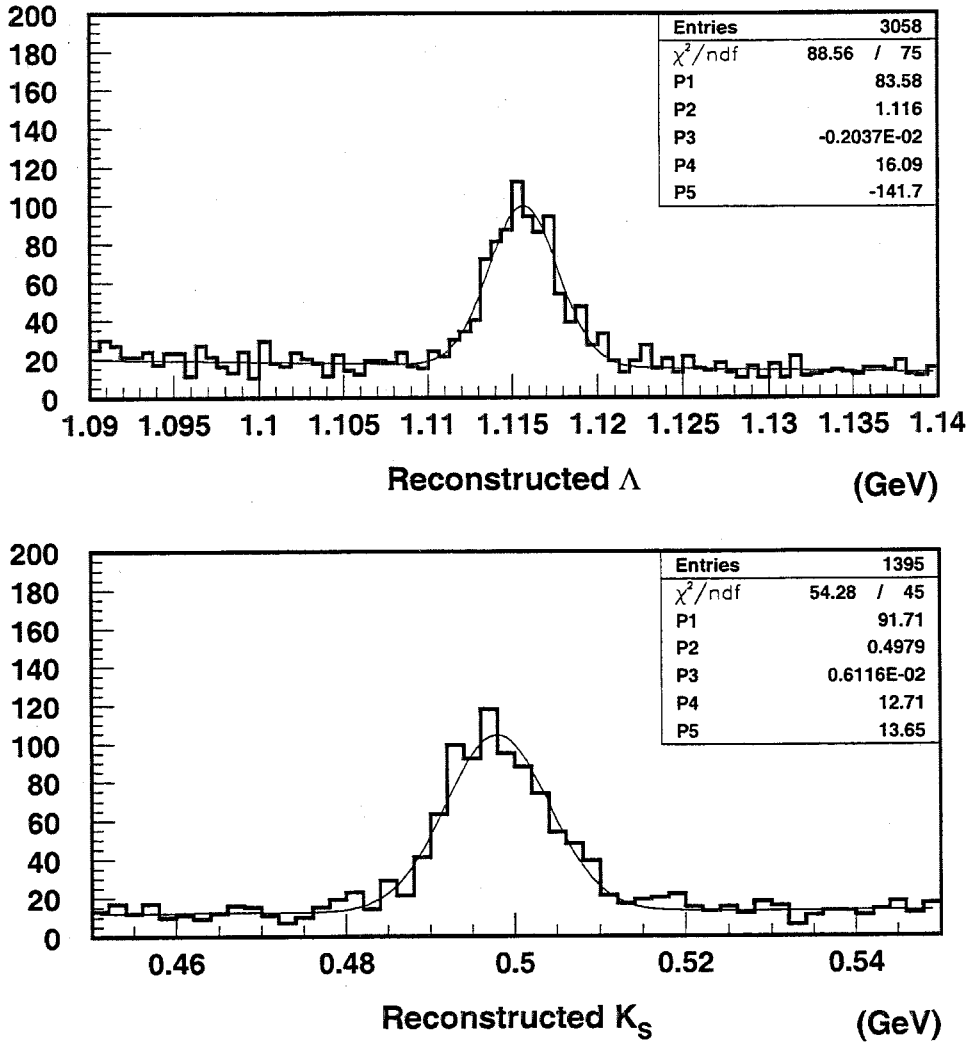 200
180
160
140
120
100
80
60
40
20
0
Entries 3058
χ²/ndf 88.56 / 75
P1 83.58
P2 1.116
P3 -0.2037E-02
P4 16.09
P5 -141.7
1.09 1.095 1.1 1.105 1.11 1.115 1.12 1.125 1.13 1.135 1.14
Reconstructed Λ (GeV)
200
180
160
140
120
100
80
60
40
20
0
Entries 1395
χ²/ndf 54.28 / 45
P1 91.71
P2 0.4979
P3 0.6116E-02
P4 12.71
P5 13.65
0.46 0.48 0.5 0.52 0.54
Reconstructed K_S (GeV)